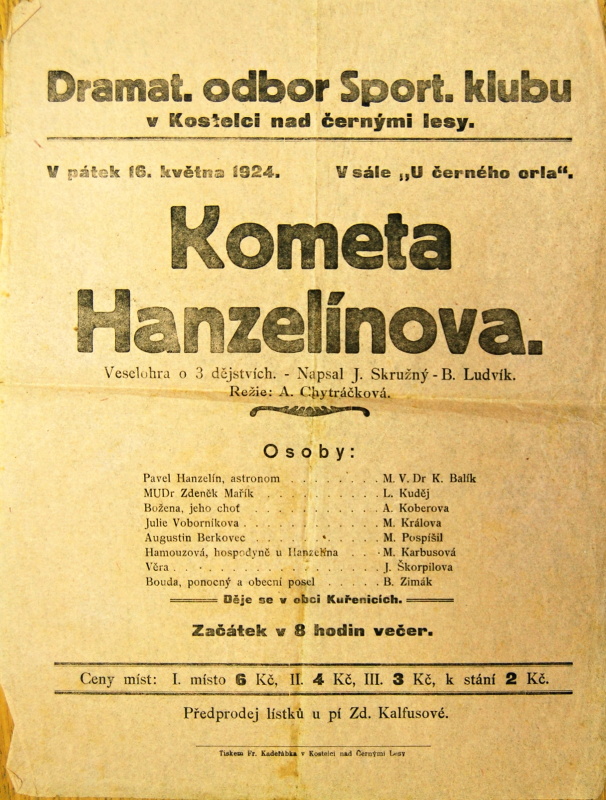 Dramat. odbor Sport. klubu
v Kostelci nad černými lesy.
V pátek 16. května 1924. V sále „U černého orla“.
Kometa
Hanzelínova.
Veselohra o 3 dějstvích. - Napsal J. Skružný - B. Ludvík.
Režie: A. Chytráčková.
Osoby:
Pavel Hanzelín, astronom . . . . . . . M. V. Dr K. Balík
MUDr Zdeněk Mařík . . . . . . . . . L. Kuděj
Božena, jeho choť . . . . . . . . . . A. Koberova
Julie Voborníkova . . . . . . . . . . . M. Králova
Augustin Berkovec . . . . . . . . . . M. Pospíšil
Hamouzová, hospodyně u Hanzelína . . . M. Karbusová
Věra . . . . . . . . . . . . . . . . . J. Škorpilova
Bouda, ponocný a obecní posel . . . . . B. Zimák
Děje se v obci Kuřenicích.
Začátek v 8 hodin večer.
Ceny míst: I. místo 6 Kč, II. 4 Kč, III. 3 Kč, k stání 2 Kč.
Předprodej lístků u pí Zd. Kalfusové.
Tiskem Fr. Kadeřábka v Kostelci nad Černými Lesy